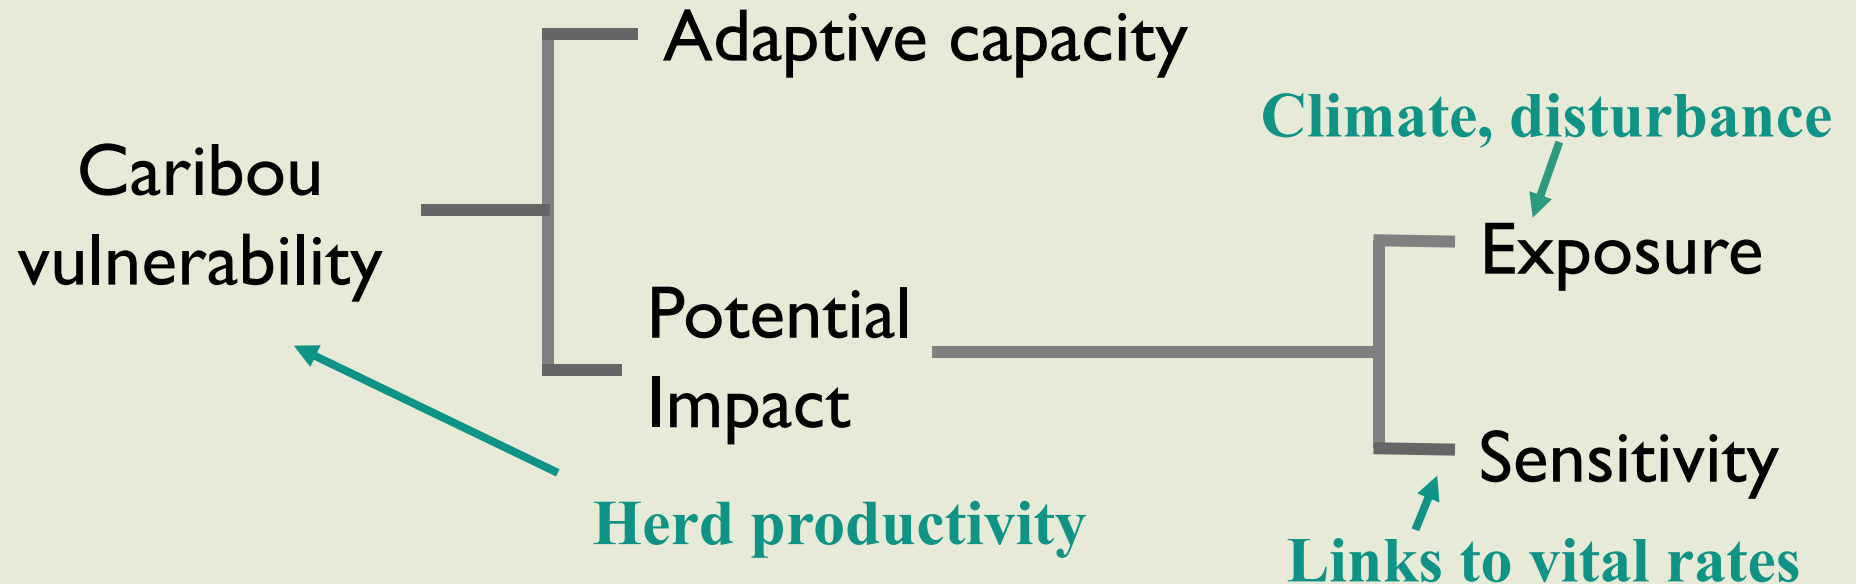 Adaptive capacity
Climate, disturbance
Caribou
vulnerability
Exposure
Potential
Impact
Sensitivity
Herd productivity
Links to vital rates